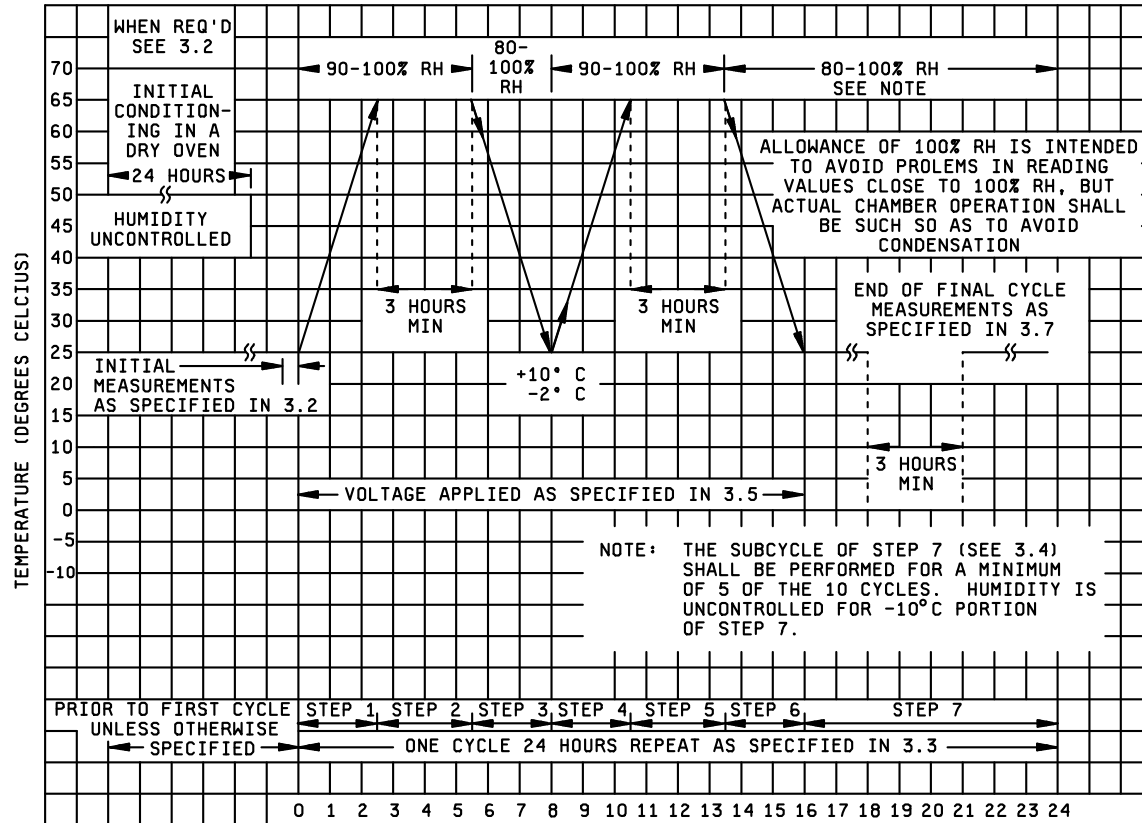 WHEN REQ'D
SEE 3.2
INITIAL
CONDITION-
ING IN A
DRY OVEN
24 HOURS
HUMIDITY
UNCONTROLLED
90-100% RH
80-
100%
RH
90-100% RH
80-100% RH
SEE NOTE
ALLOWANCE OF 100% RH IS INTENDED
TO AVOID PROLEMS IN READING
VALUES CLOSE TO 100% RH, BUT
ACTUAL CHAMBER OPERATION SHALL
BE SUCH SO AS TO AVOID
CONDENSATION
3 HOURS
MIN
3 HOURS
MIN
END OF FINAL CYCLE
MEASUREMENTS AS
SPECIFIED IN 3.7
INITIAL
MEASUREMENTS
AS SPECIFIED IN 3.2
+10° C
-2° C
3 HOURS
MIN
VOLTAGE APPLIED AS SPECIFIED IN 3.5
NOTE: THE SUBCYCLE OF STEP 7 (SEE 3.4)
SHALL BE PERFORMED FOR A MINIMUM
OF 5 OF THE 10 CYCLES. HUMIDITY IS
UNCONTROLLED FOR -10°C PORTION
OF STEP 7.
TEMPERATURE (DEGREES CELCIUS)
70
65
60
55
50
45
40
35
30
25
20
15
10
5
0
-5
-10
PRIOR TO FIRST CYCLE
UNLESS OTHERWISE
SPECIFIED
STEP 1 STEP 2 STEP 3 STEP 4 STEP 5 STEP 6 STEP 7
ONE CYCLE 24 HOURS REPEAT AS SPECIFIED IN 3.3
0 1 2 3 4 5 6 7 8 9 10 11 12 13 14 15 16 17 18 19 20 21 22 23 24